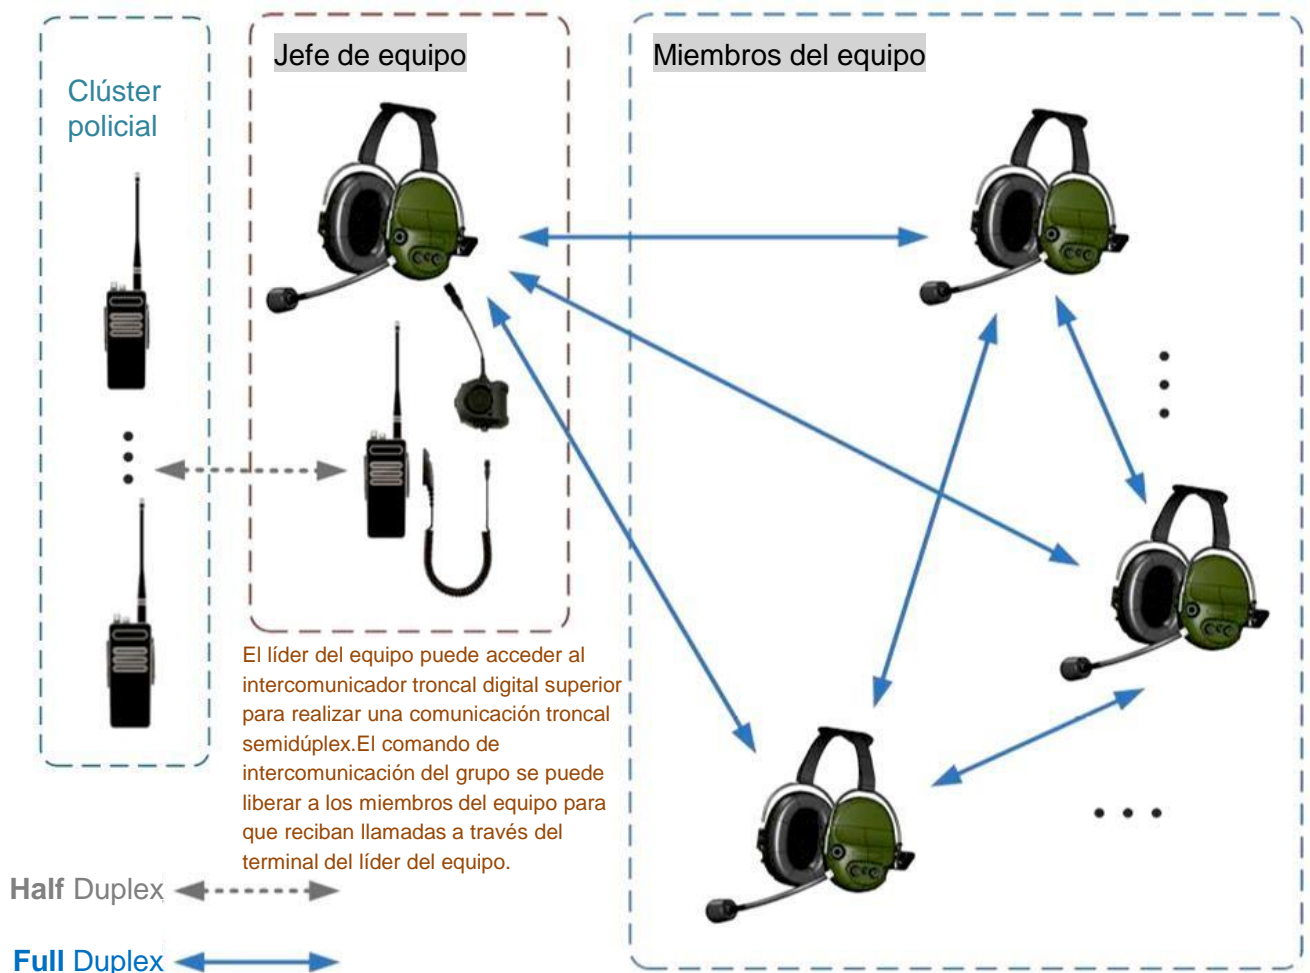 Jefe de equipo
Miembros del equipo
Clúster
policial
El líder del equipo puede acceder al
intercomunicador troncal digital superior
para realizar una comunicación troncal
semidúplex.El comando de
intercomunicación del grupo se puede
liberar a los miembros del equipo para
que reciban llamadas a través del
terminal del líder del equipo.
Half Duplex
Full Duplex